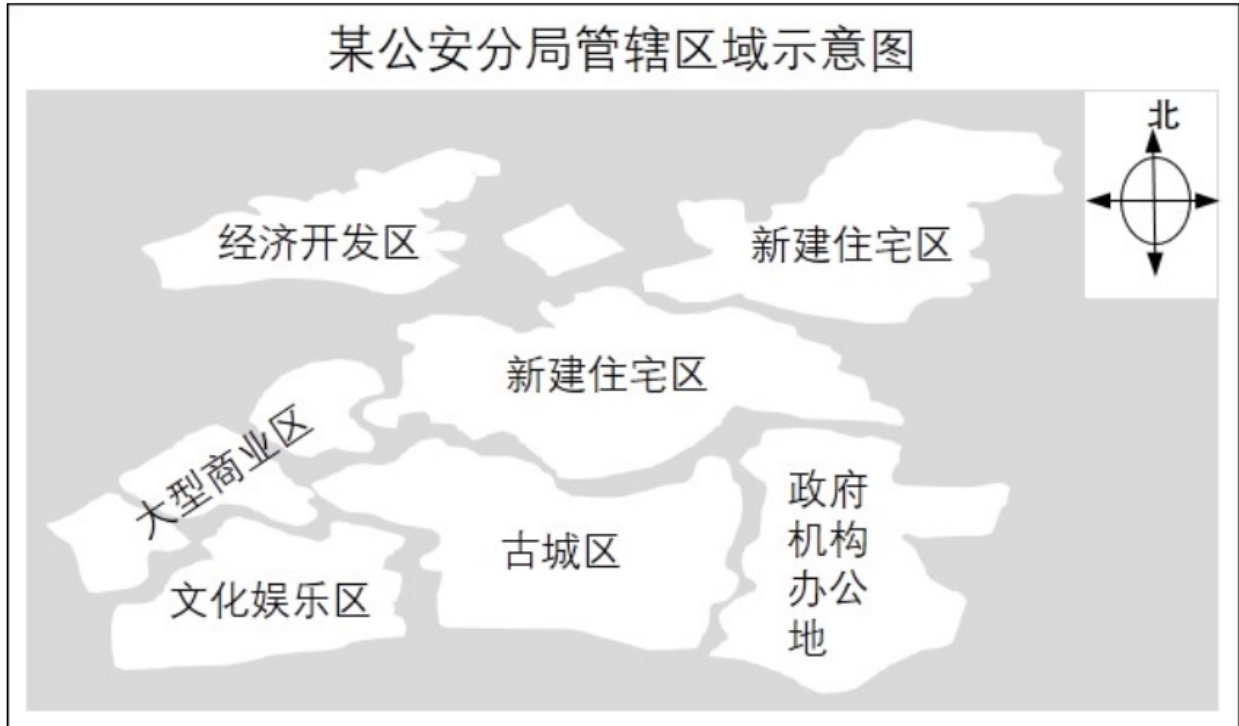 某公安分局管辖区域示意图
北
经济开发区
新建住宅区
新建住宅区
大型商业区
古城区
政府
机构
办公
地
文化娱乐区